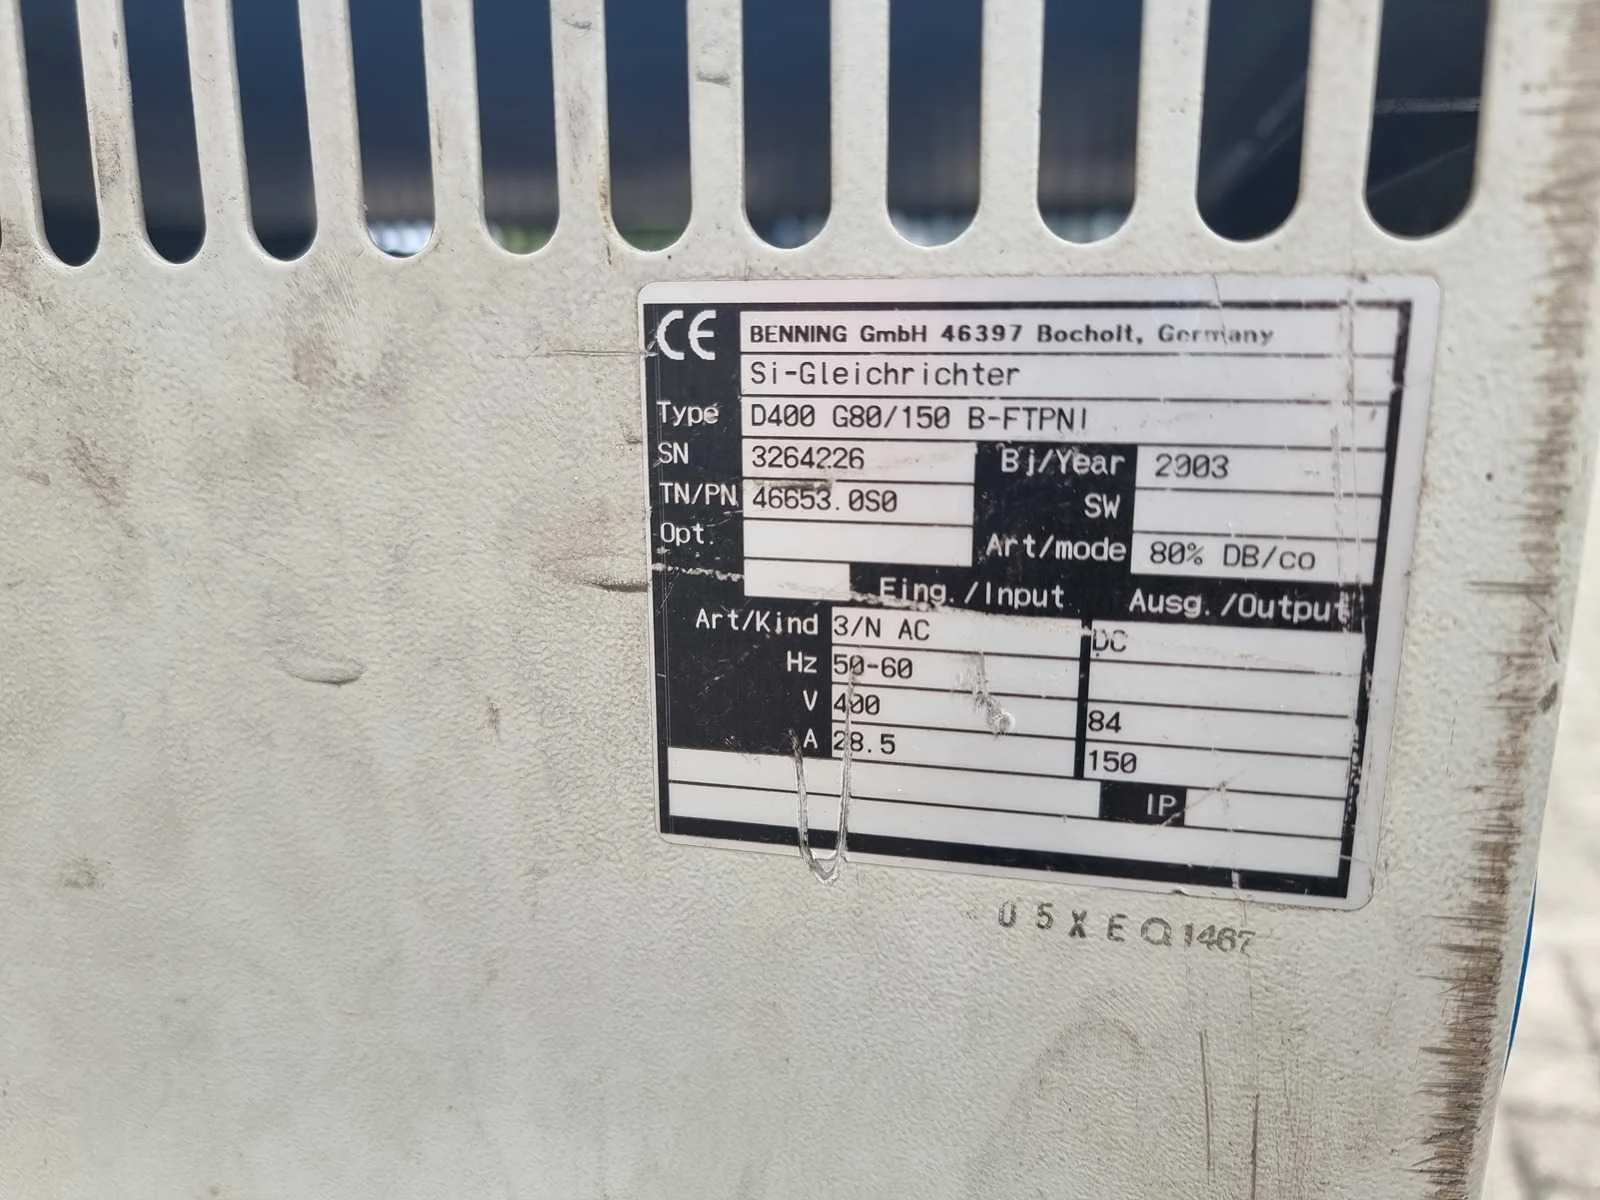 CE BENNING GmbH 46397 Bocholt, Germany
Si-Gleichrichter
Type D400 G80/150 B-FTPNI
SN 3264226 Bj/Year 2003
TN/PN 46653.0S0 SW
Opt. Art/mode 80% DB/co
Eing./Input Ausg./Output
Art/Kind 3/N AC DC
Hz 50-60
V 400 84
A 28.5 150
IP
05XEQ1467